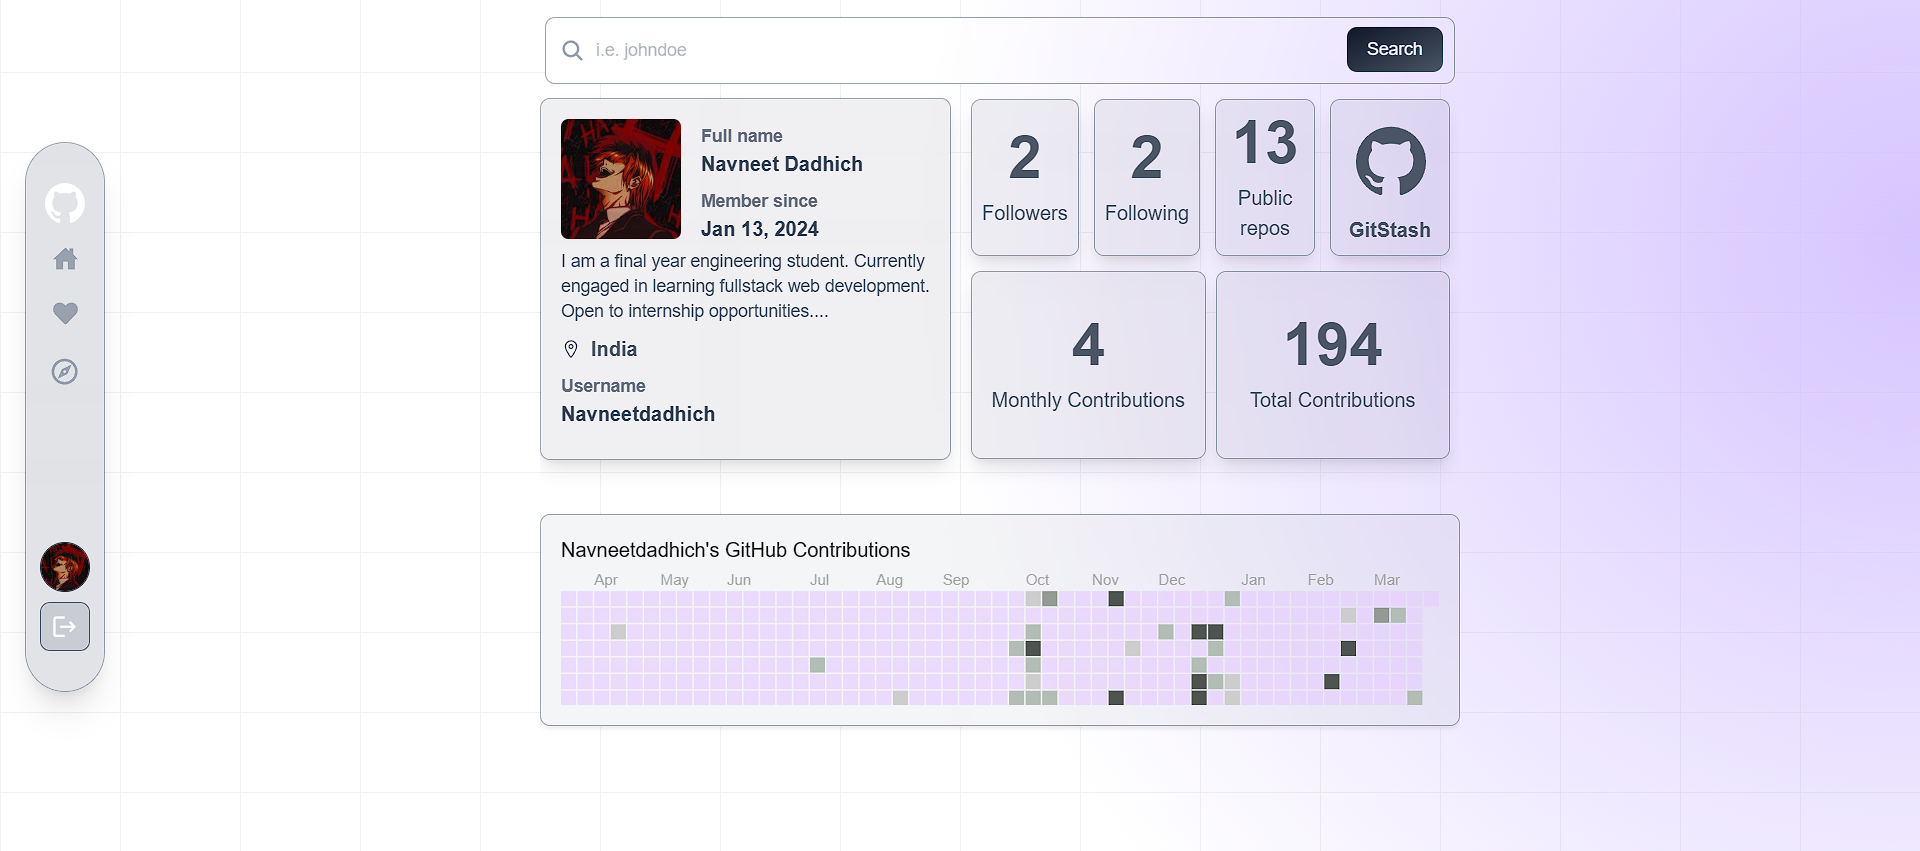 i.e. johndoe
Search
Full name
Navneet Dadhich
Member since
Jan 13, 2024
I am a final year engineering student. Currently
engaged in learning fullstack web development.
Open to internship opportunities....
India
Username
Navneetdadhich
2
Followers
2
Following
13
Public
repos
GitStash
4
Monthly Contributions
194
Total Contributions
Navneetdadhich's GitHub Contributions
Apr May Jun Jul Aug Sep Oct Nov Dec Jan Feb Mar